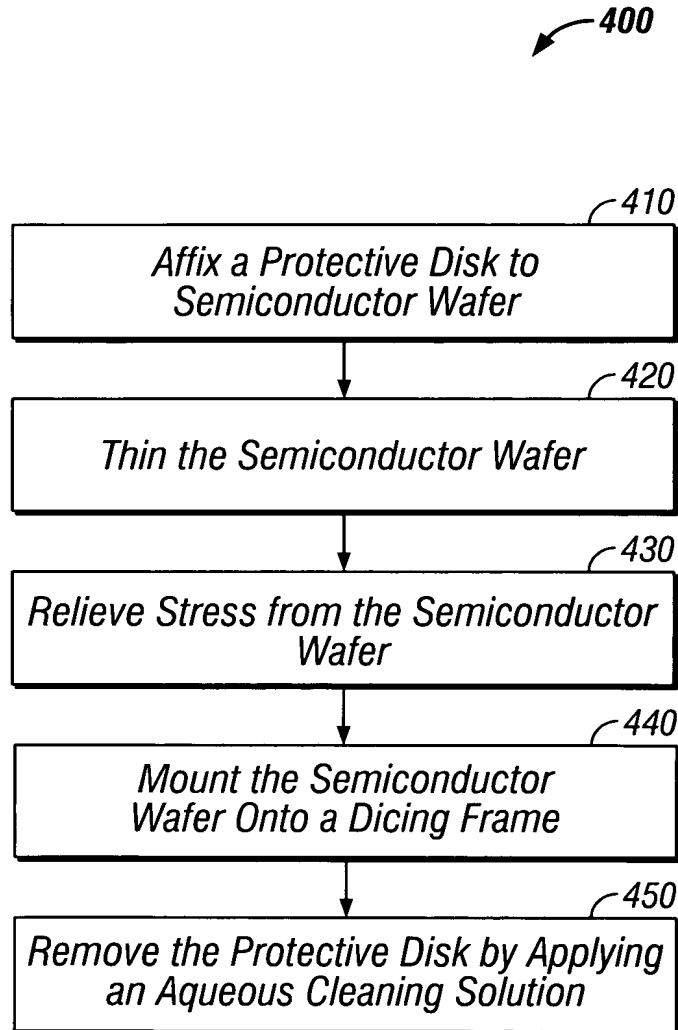 400
410
Affix a Protective Disk to
Semiconductor Wafer
420
Thin the Semiconductor Wafer
430
Relieve Stress from the Semiconductor
Wafer
440
Mount the Semiconductor
Wafer Onto a Dicing Frame
450
Remove the Protective Disk by Applying
an Aqueous Cleaning Solution